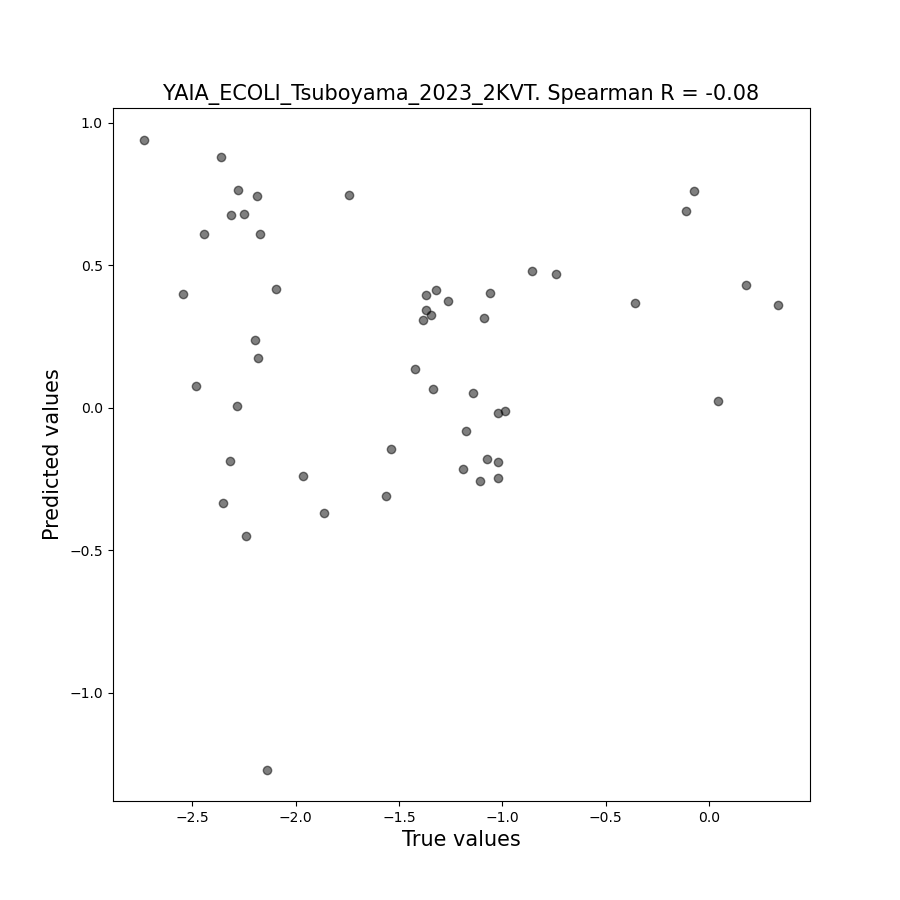 YAIA_ECOLI_Tsuboyama_2023_2KVT. Spearman R = -0.08
1.0
0.5
0.0
−0.5
−1.0
Predicted values
−2.5 −2.0 −1.5 −1.0 −0.5 0.0
True values